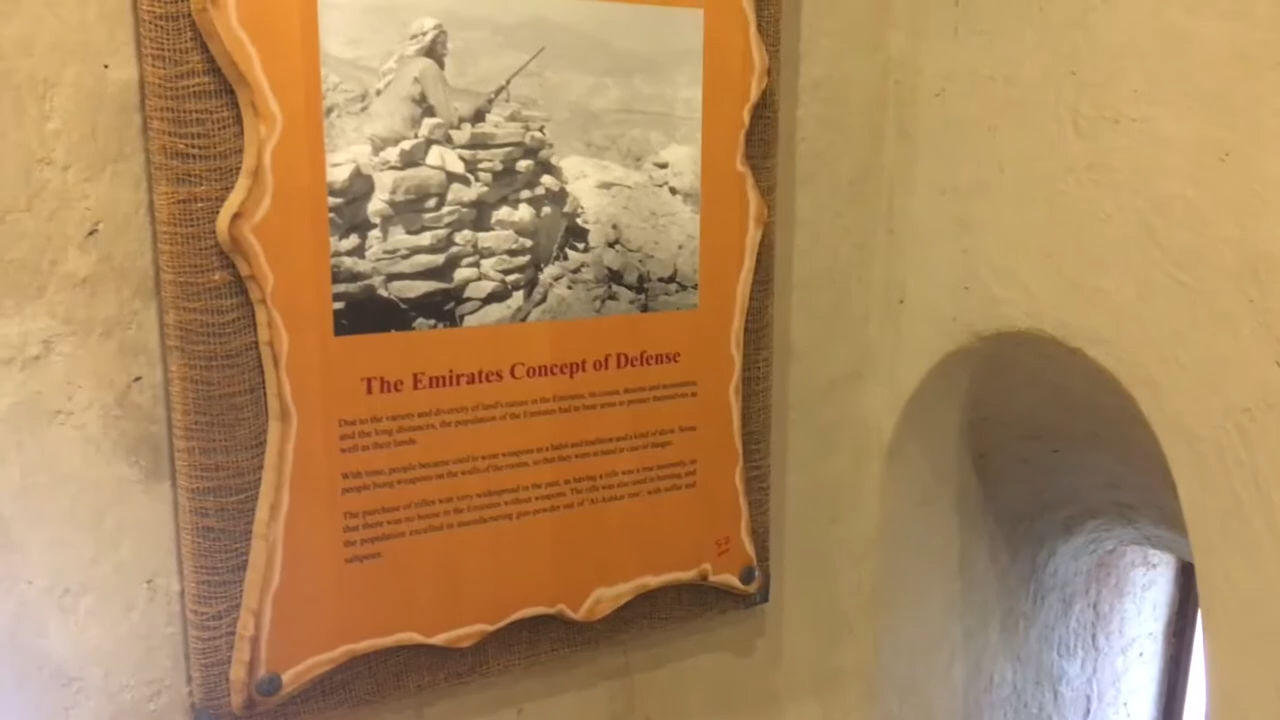 The Emirates Concept of Defense
Due to the variety and diversity of land's nature in the Emirates, its coasts, deserts and mountains,
and the long distances, the population of the Emirates had to bear arms to protect themselves as
well as their lands.
With time, people became used to wear weapons as a habit and tradition and a kind of show. Some
people hung weapons on the walls of the rooms, so that they were at hand in case of danger.
The purchase of rifles was very widespread in the past, as having a rifle was a true necessity, so
that there was no house in the Emirates without weapons. The rifle was also used in hunting, and
the population excelled in manufacturing gun-powder out of "Al-Ashkar tree", with sulfur and
saltpeter.